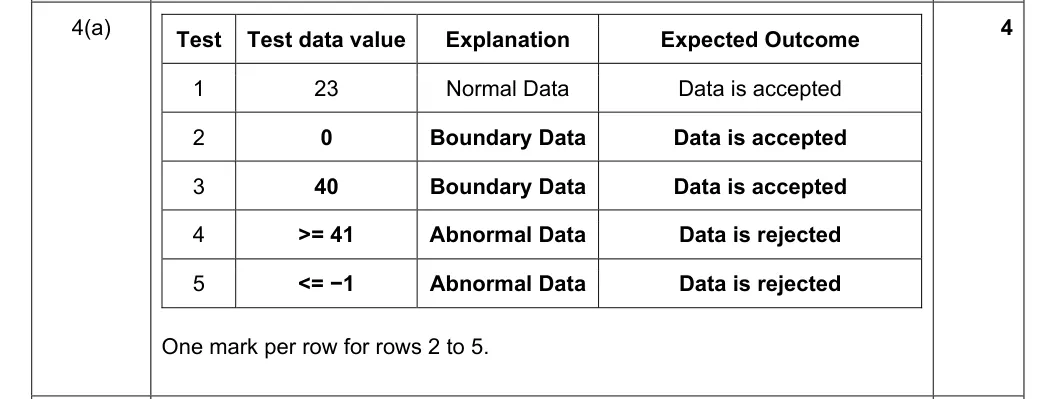 4(a)
Test Test data value Explanation Expected Outcome 4
1 23 Normal Data Data is accepted
2 0 Boundary Data Data is accepted
3 40 Boundary Data Data is accepted
4 >= 41 Abnormal Data Data is rejected
5 <= −1 Abnormal Data Data is rejected
One mark per row for rows 2 to 5.